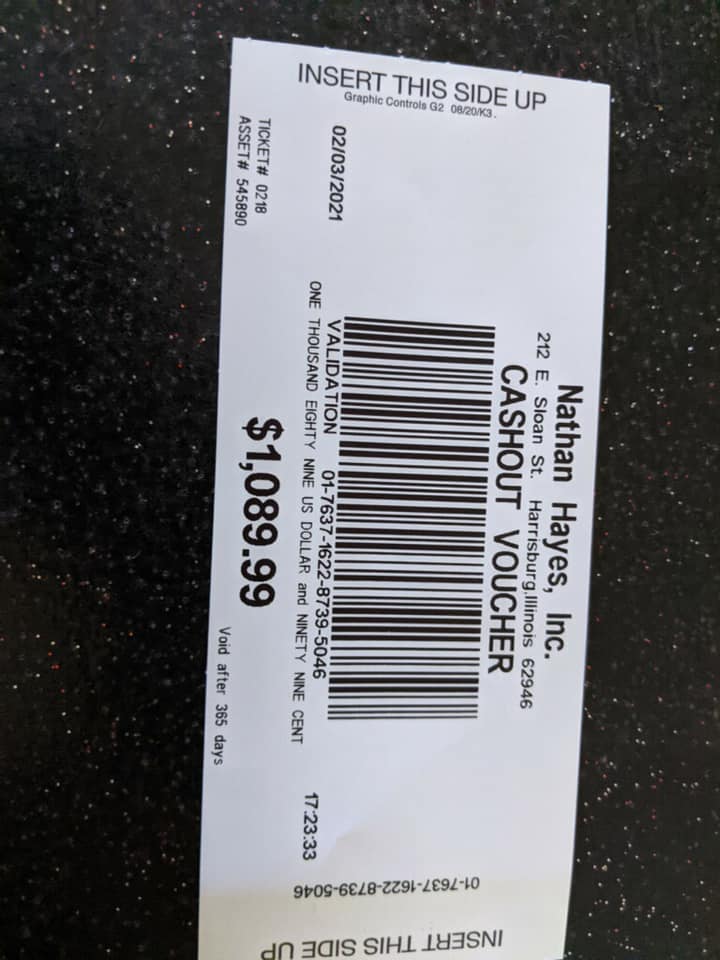 INSERT THIS SIDE UP
Graphic Controls G2 08/20/K3.
Nathan Hayes, Inc.
212 E. Sloan St. Harrisburg,Illinois 62946
CASHOUT VOUCHER
02/03/2021 VALIDATION 01-7637-1622-8739-5046 17:23:33
ONE THOUSAND EIGHTY NINE US DOLLAR and NINETY NINE CENT
TICKET# 0218 $1,089.99 Void after 365 days
ASSET# 545890
01-7637-1622-8739-5046
INSERT THIS SIDE UP